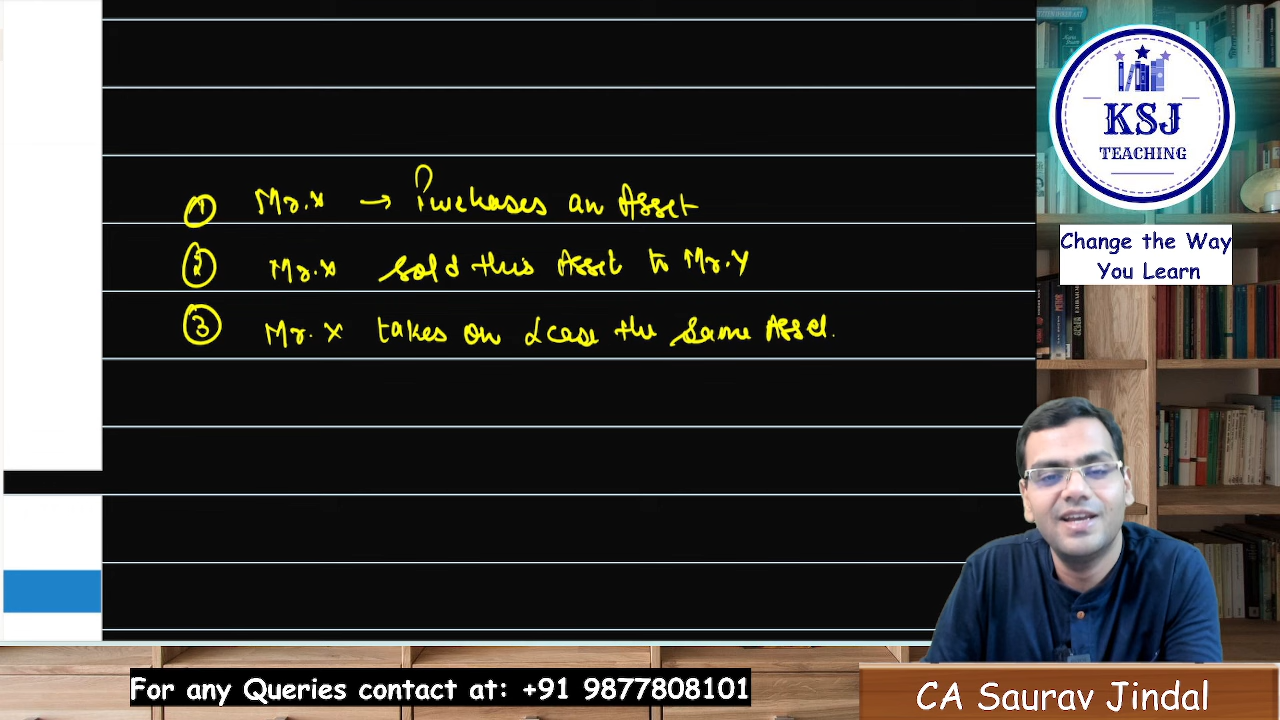 ① Mr.X → Purchases an Asset
② Mr.X sold this Asset to Mr.Y
③ Mr.X takes on Lease the same Asset.
KSJ
TEACHING
Change the Way
You Learn
For any Queries contact at: +91 9877808101
CA Saurav Jindal